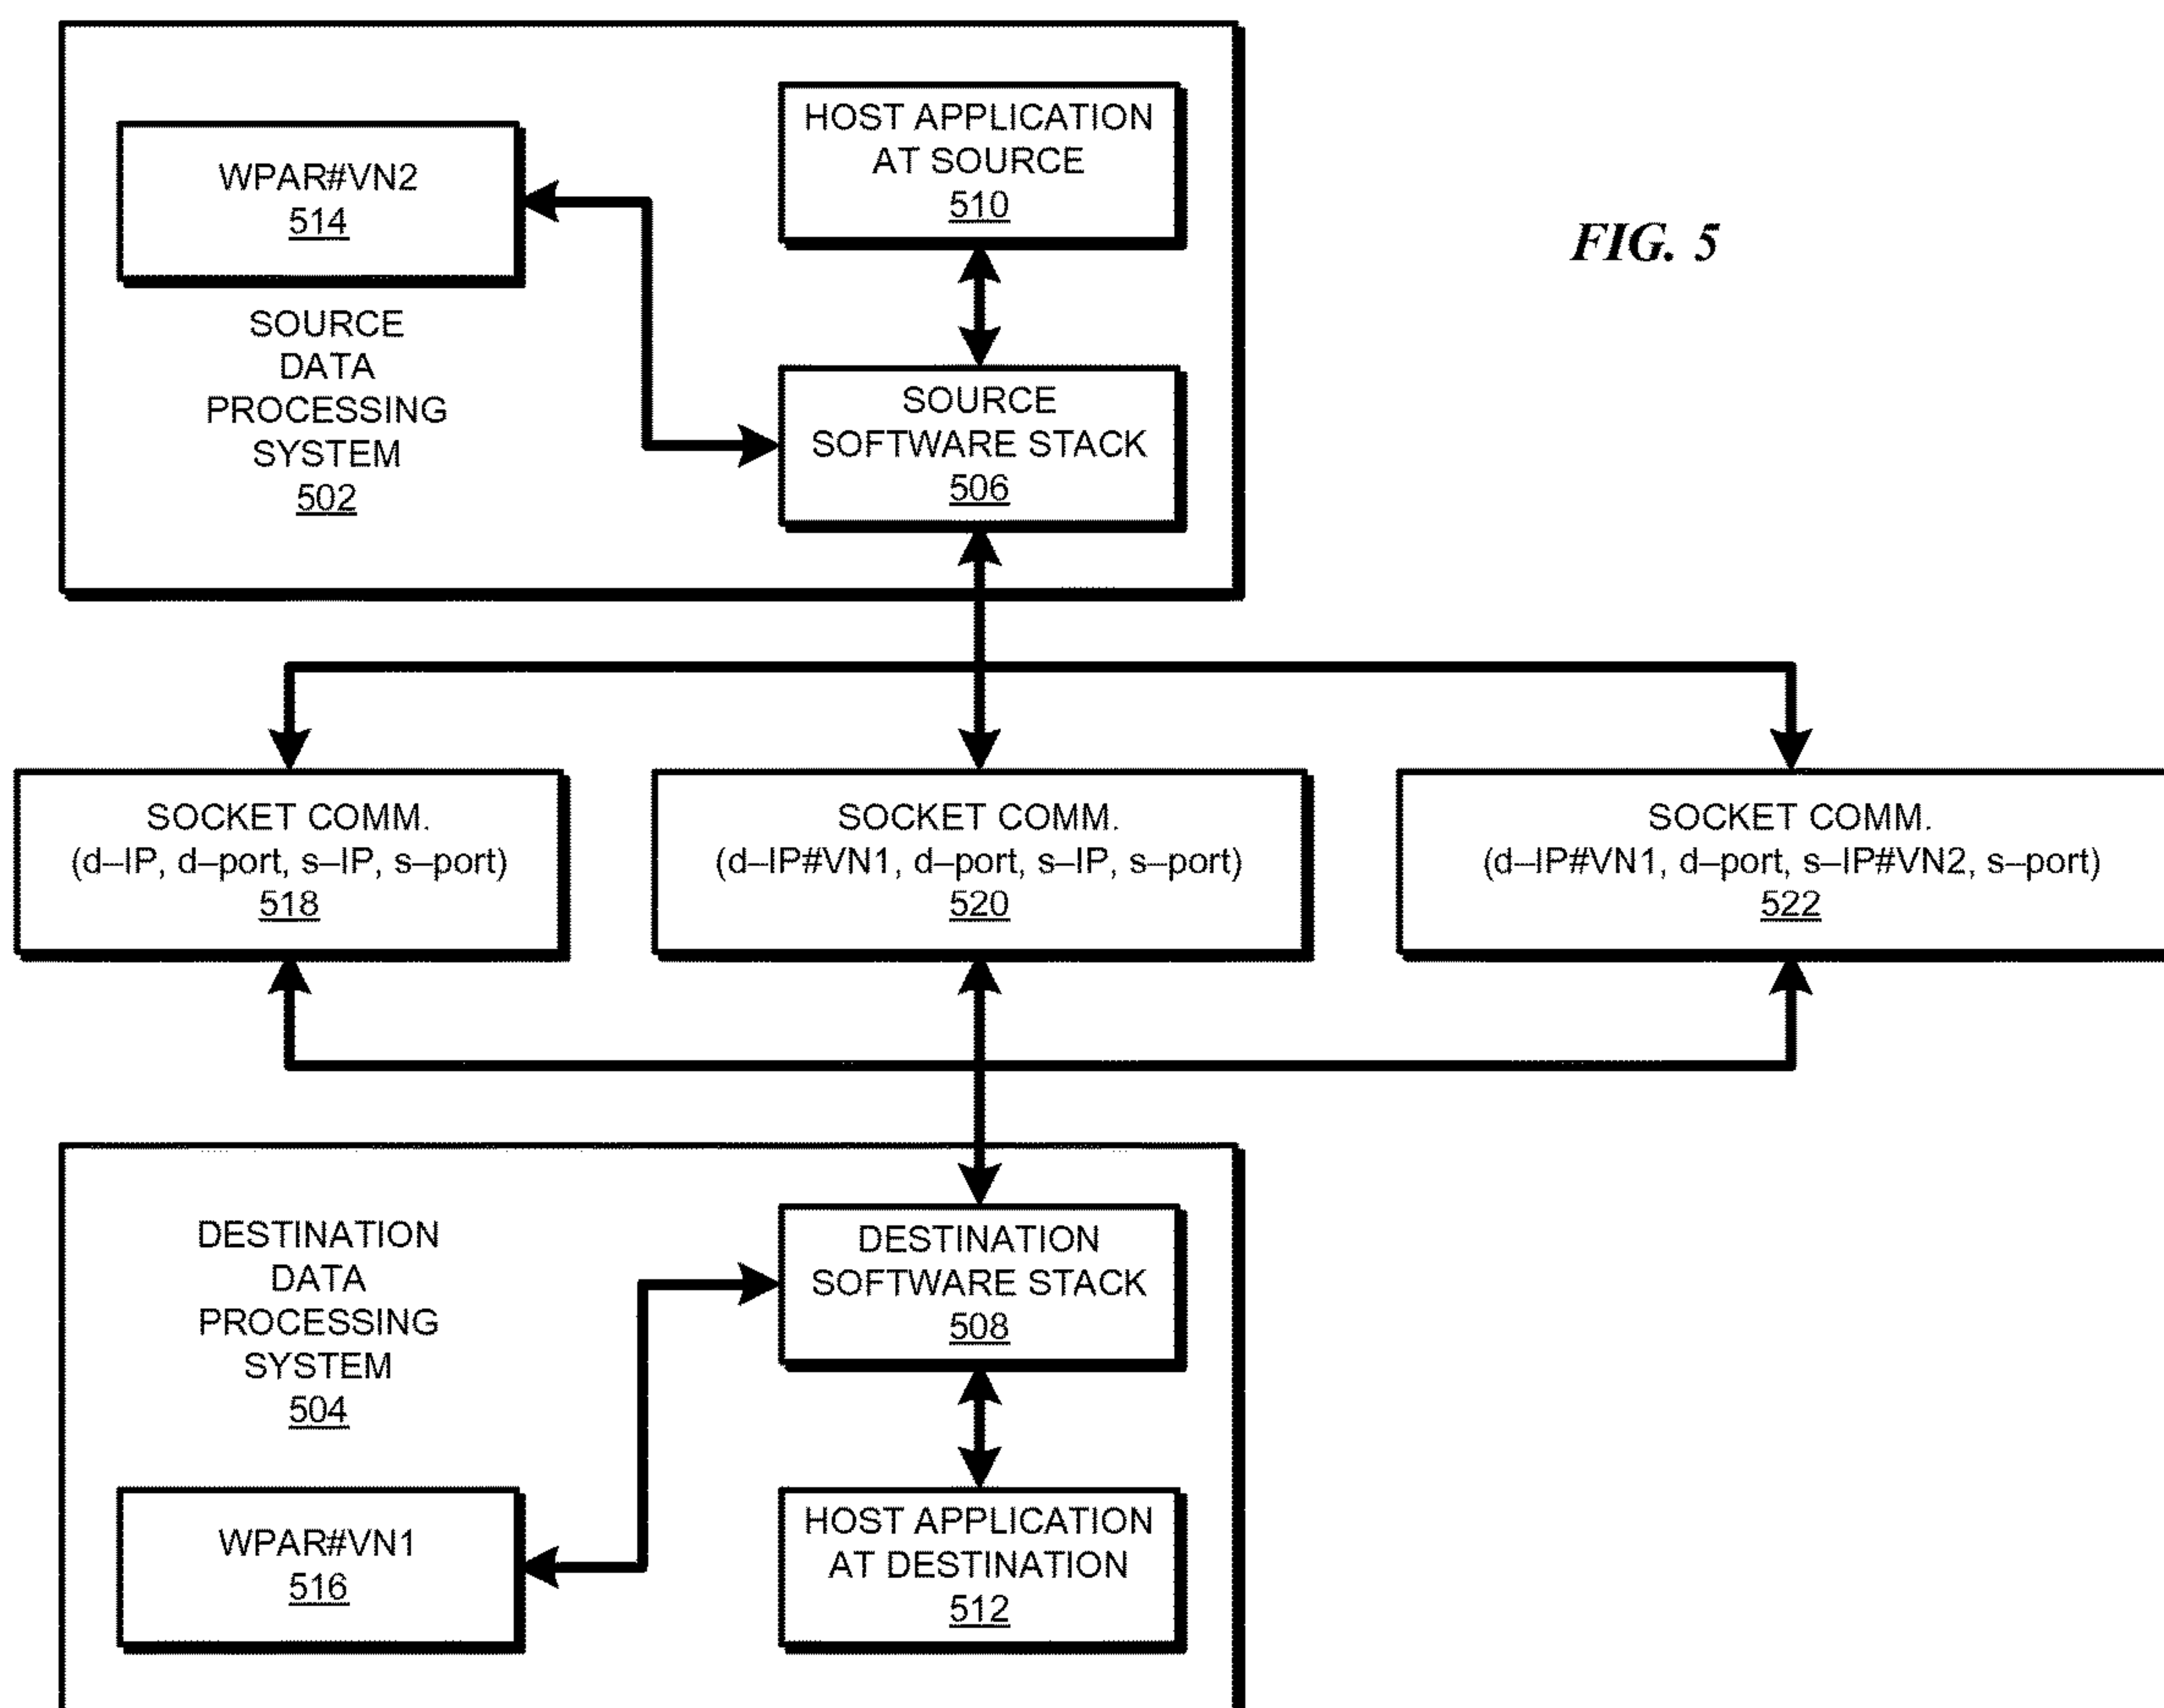 HOST APPLICATION
AT SOURCE
510
WPAR#VN2
514
FIG. 5
SOURCE
DATA
PROCESSING
SYSTEM
502
SOURCE
SOFTWARE STACK
506
SOCKET COMM.
(d–IP, d–port, s–IP, s–port)
518
SOCKET COMM.
(d–IP#VN1, d–port, s–IP, s–port)
520
SOCKET COMM.
(d–IP#VN1, d–port, s–IP#VN2, s–port)
522
DESTINATION
DATA
PROCESSING
SYSTEM
504
DESTINATION
SOFTWARE STACK
508
WPAR#VN1
516
HOST APPLICATION
AT DESTINATION
512